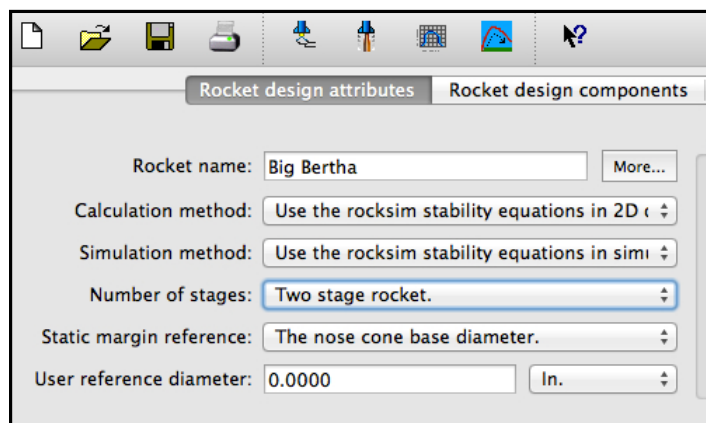 Rocket design attributes Rocket design components
Rocket name: Big Bertha More...
Calculation method: Use the rocksim stability equations in 2D
Simulation method: Use the rocksim stability equations in
Number of stages: Two stage rocket.
Static margin reference: The nose cone base diameter.
User reference diameter: 0.0000 In.